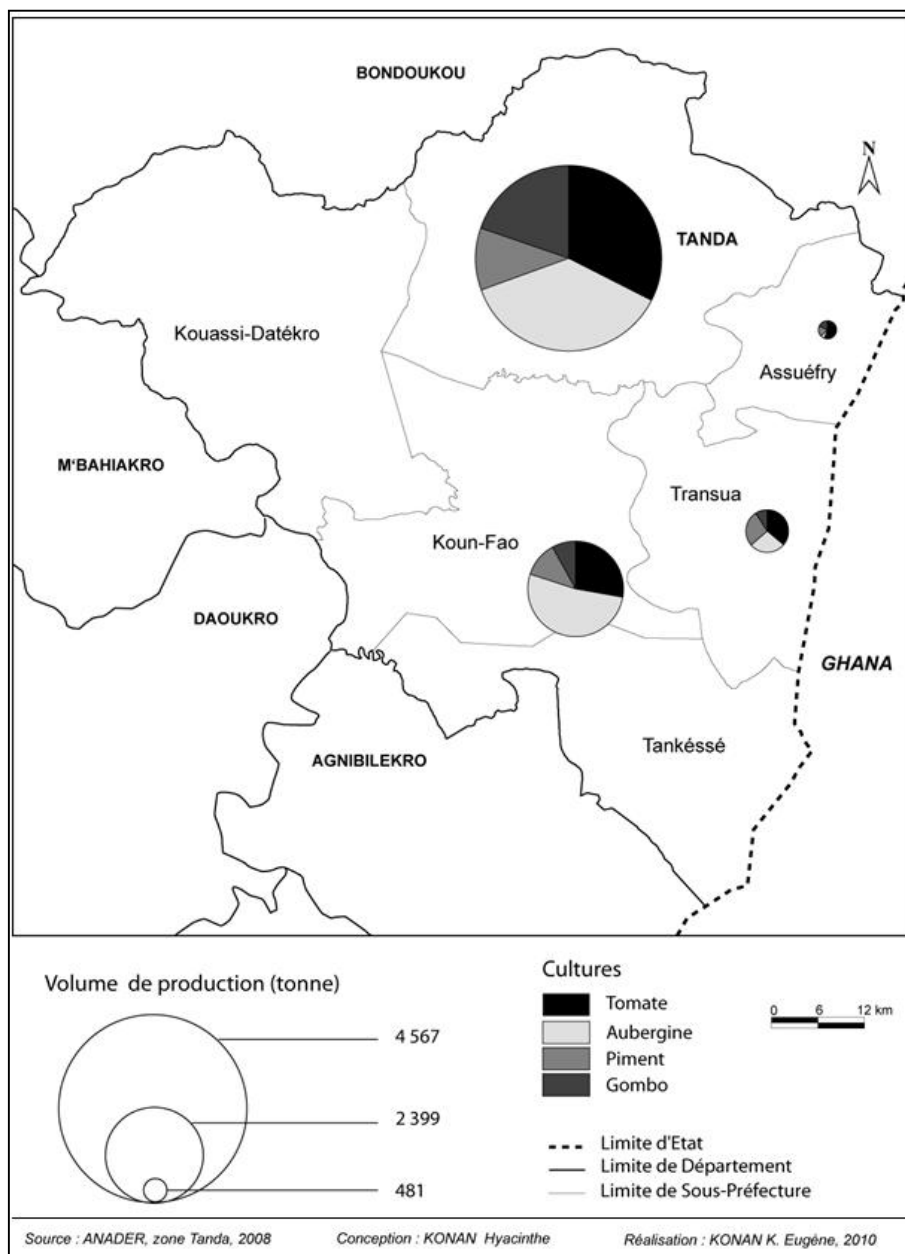 BONDOUKOU
N
TANDA
Kouassi-Datékro
Assuéfry
M'BAHIAKRO
Transua
Koun-Fao
DAOUKRO
GHANA
Tankéssé
AGNIBILEKRO
Volume de production (tonne)
4 567
2 399
481
Cultures
Tomate
Aubergine
Piment
Gombo
0 6 12 km
Limite d'Etat
Limite de Département
Limite de Sous-Préfecture
Source : ANADER, zone Tanda, 2008 Conception : KONAN Hyacinthe Réalisation : KONAN K. Eugéne, 2010